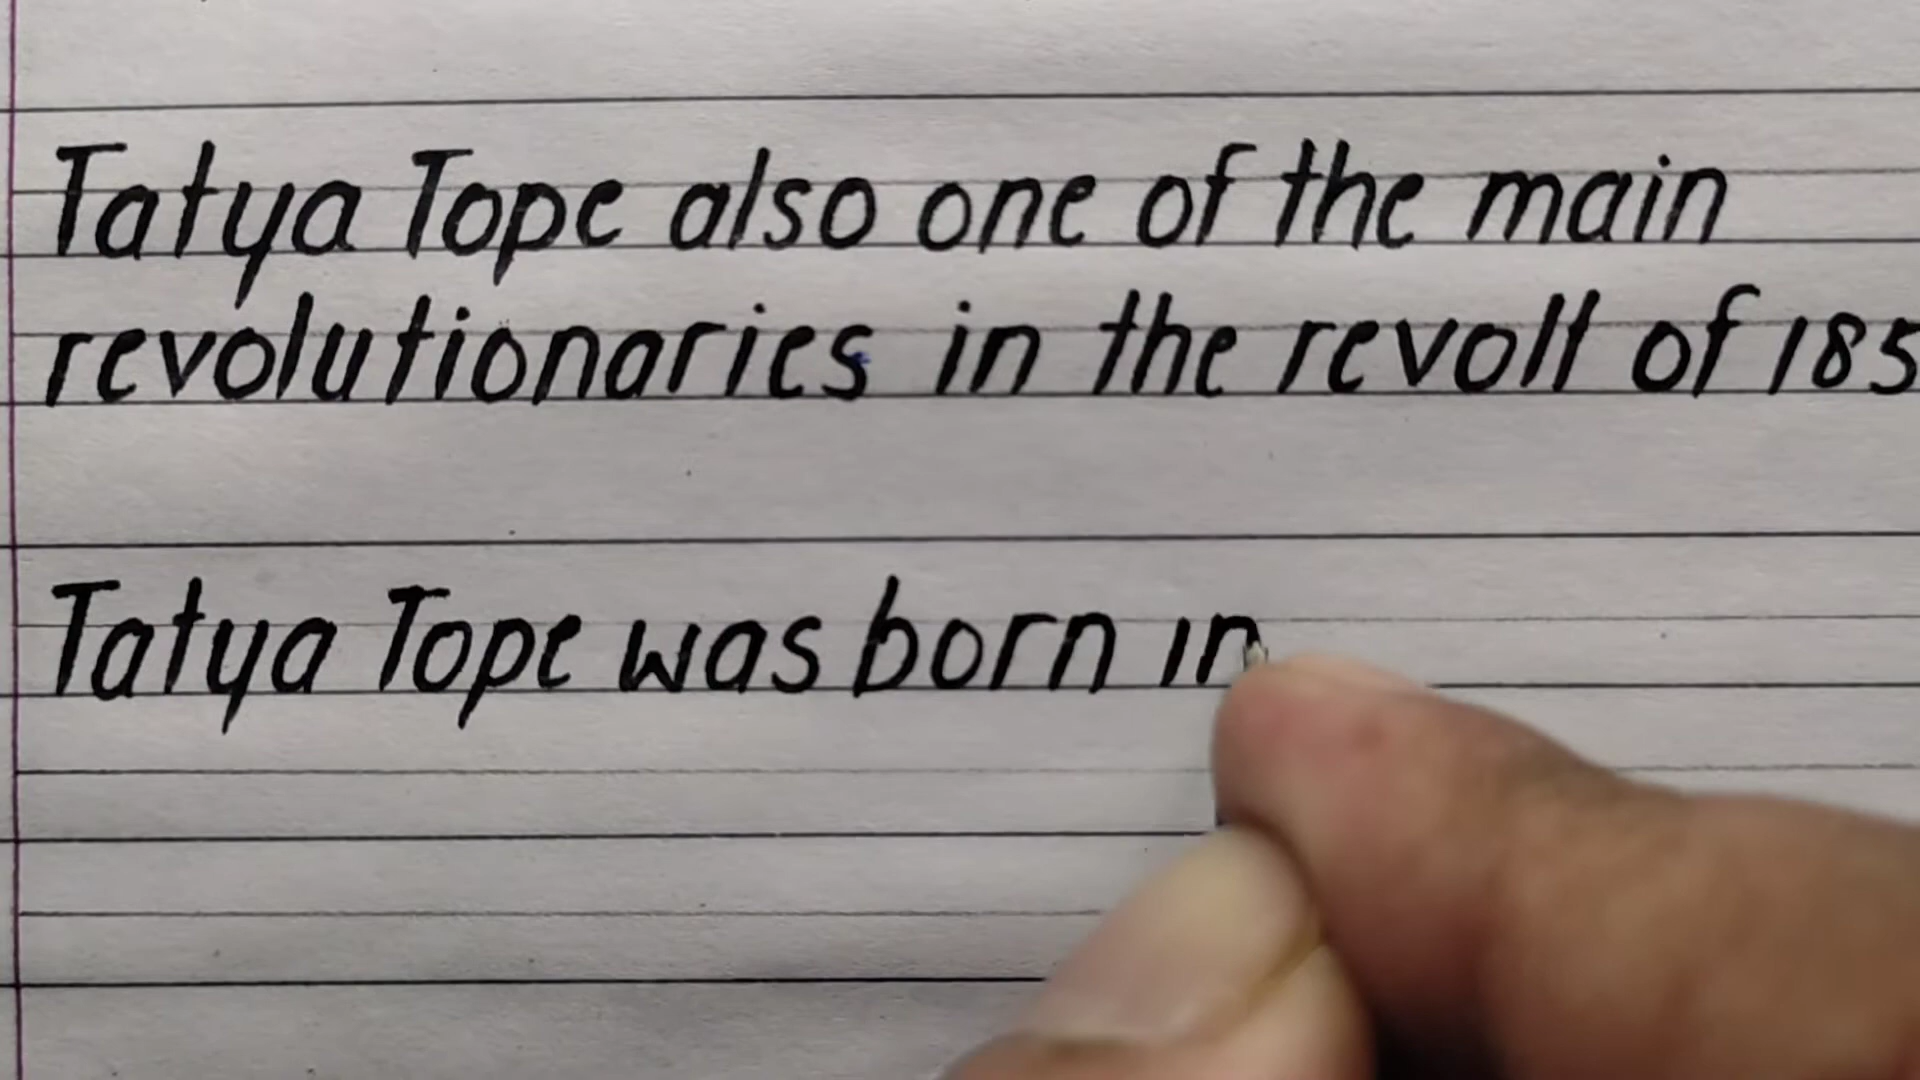 Tatya Tope also one of the main
revolutionaries in the revolt of 185
Tatya Tope was born in